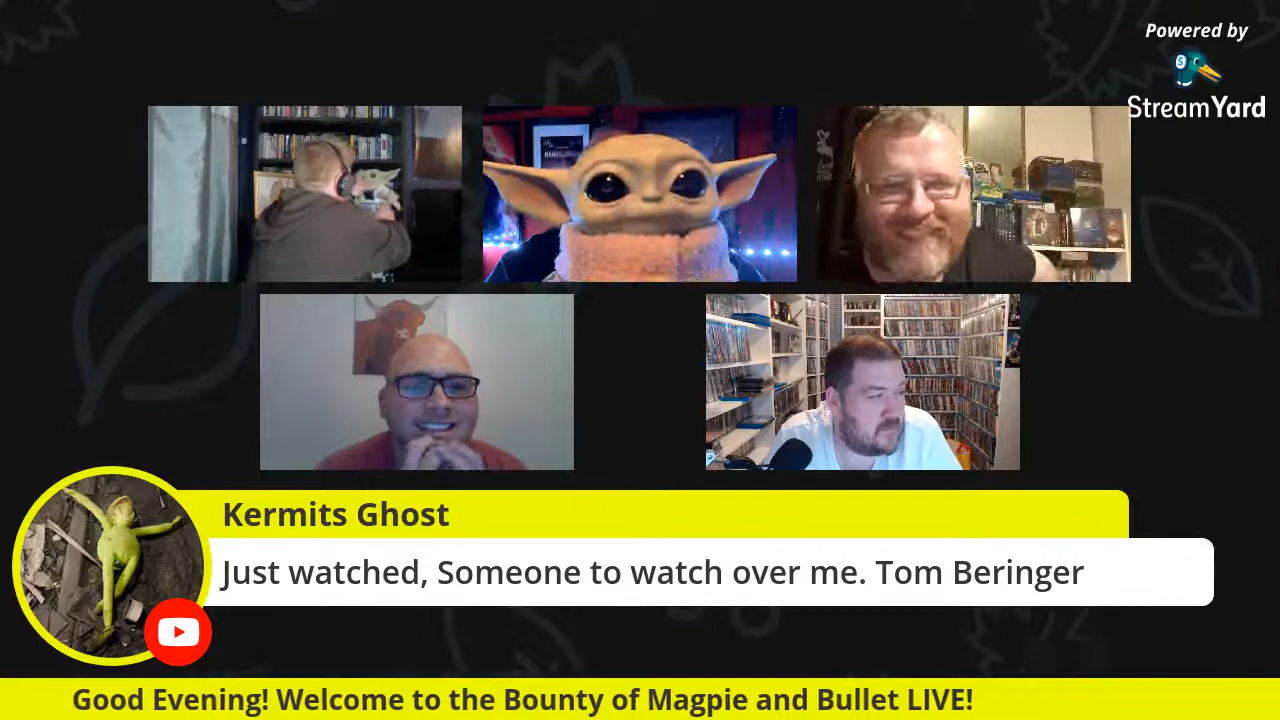 Powered by
StreamYard
MANDALORIAN
Kermits Ghost
Just watched, Someone to watch over me. Tom Beringer
Good Evening! Welcome to the Bounty of Magpie and Bullet LIVE!